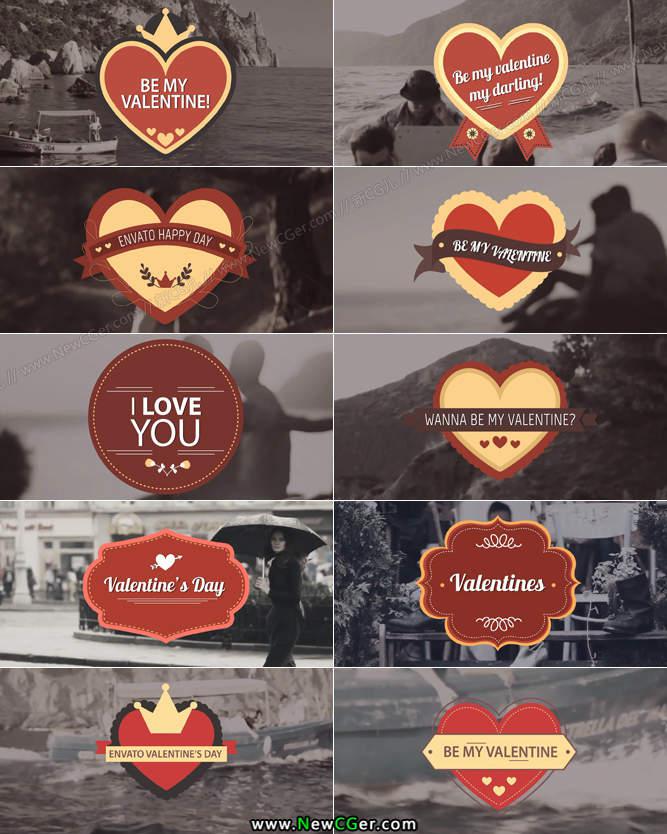 BE MY
VALENTINE!
Be my valentine
my darling!
ENVATO HAPPY DAY
BE MY VALENTINE
I LOVE
YOU
WANNA BE MY VALENTINE?
Valentine's Day
Valentines
ENVATO VALENTINE'S DAY
BE MY VALENTINE
www.NewCGer.com